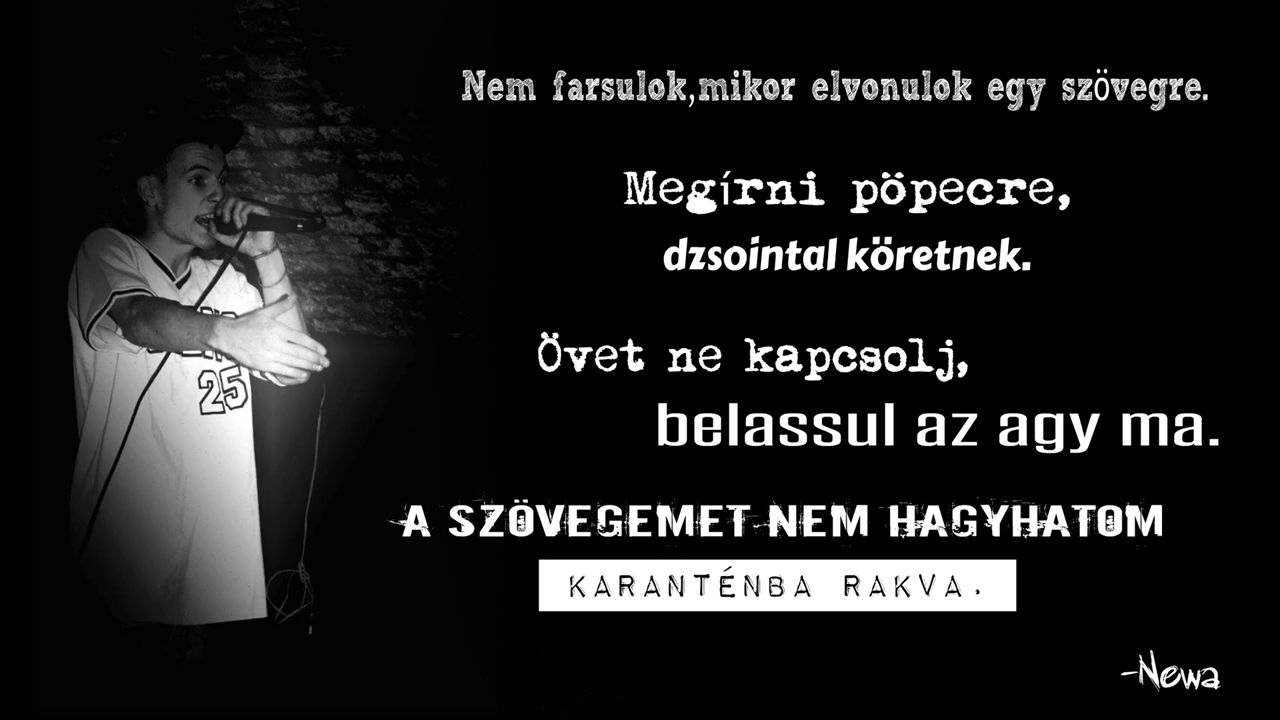 Nem farsulok,mikor elvonulok egy szövegre.
Megírni pöpecre,
dzsointal köretnek.
Övet ne kapcsolj,
belassul az agy ma.
A SZÖVEGEMET NEM HAGYHATOM
KARANTÉNBA RAKVA.
-Newa
25